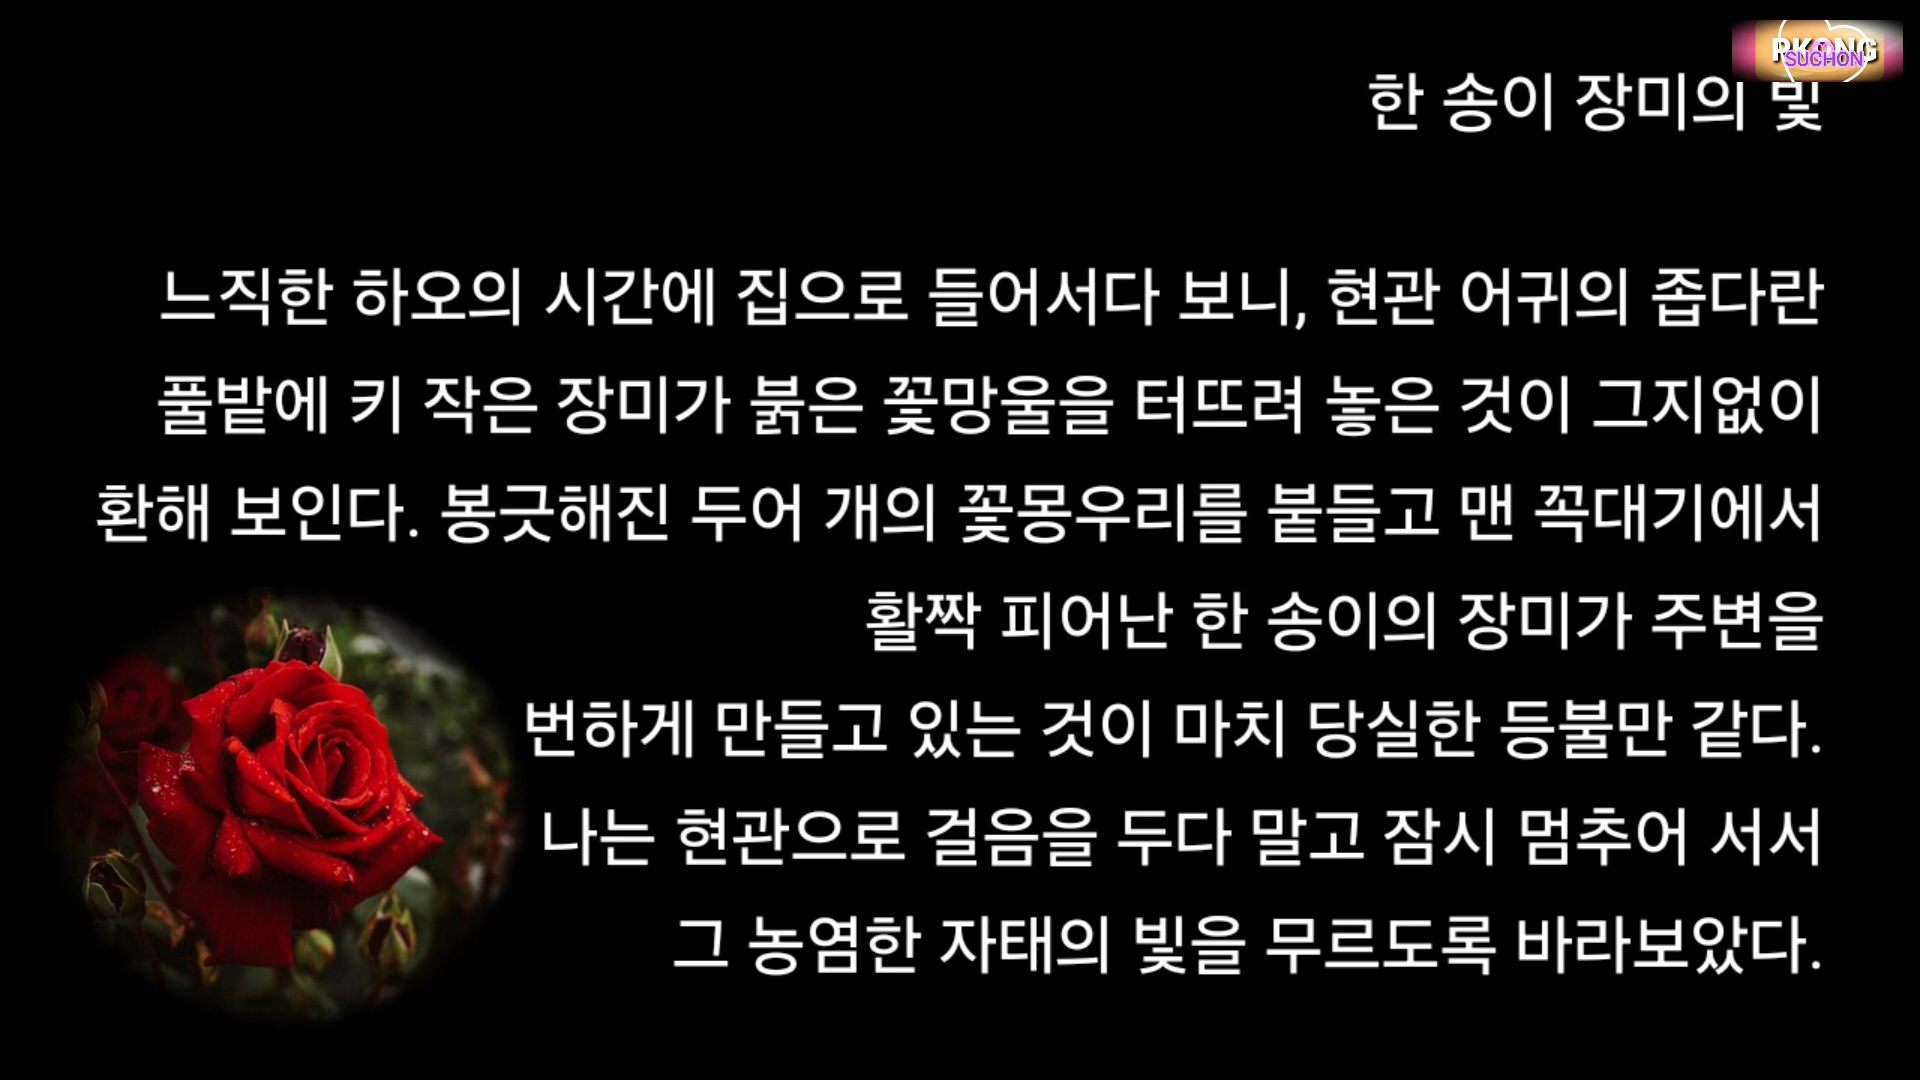 RKONG
SUCHON
한 송이 장미의 빛
느직한 하오의 시간에 집으로 들어서다 보니, 현관 어귀의 좁다란
풀밭에 키 작은 장미가 붉은 꽃망울을 터뜨려 놓은 것이 그지없이
환해 보인다. 봉긋해진 두어 개의 꽃몽우리를 붙들고 맨 꼭대기에서
활짝 피어난 한 송이의 장미가 주변을
번하게 만들고 있는 것이 마치 당실한 등불만 같다.
나는 현관으로 걸음을 두다 말고 잠시 멈추어 서서
그 농염한 자태의 빛을 무르도록 바라보았다.